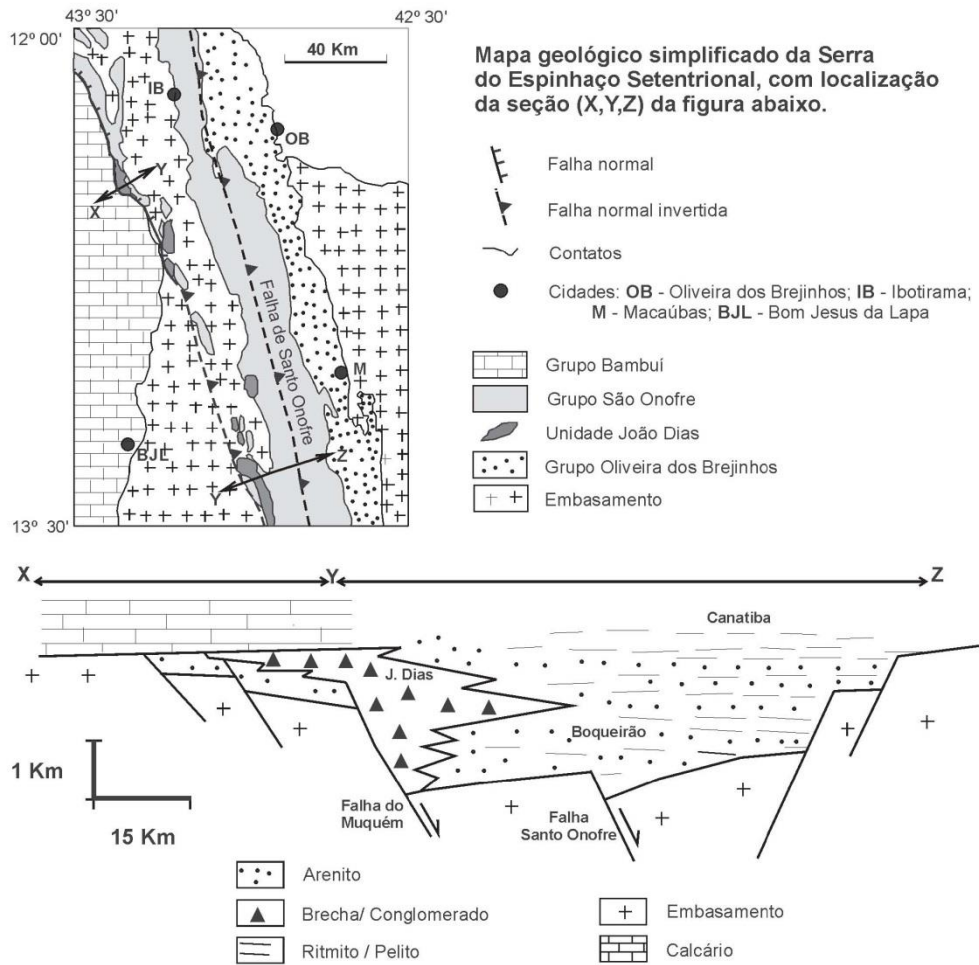 43º 30'
42º 30'
12º 00'
40 Km
IB
OB
Y
X
Falha de Santo Onofre
M
BJL
Z
Y
13º 30'
Mapa geológico simplificado da Serra
do Espinhaço Setentrional, com localização
da seção (X,Y,Z) da figura abaixo.
Falha normal
Falha normal invertida
Contatos
Cidades: OB - Oliveira dos Brejinhos; IB - Ibotirama;
M - Macaúbas; BJL - Bom Jesus da Lapa
Grupo Bambuí
Grupo São Onofre
Unidade João Dias
Grupo Oliveira dos Brejinhos
Embasamento
X
Y
Z
Canatiba
J. Dias
Boqueirão
1 Km
15 Km
Falha do
Muquém
Falha
Santo Onofre
Arenito
Brecha/ Conglomerado
Ritmito / Pelito
Embasamento
Calcário